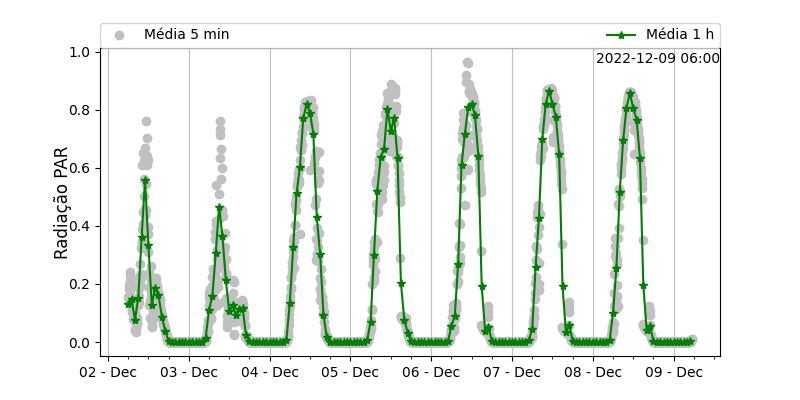 Média 5 min
Média 1 h
2022-12-09 06:00
Radiação PAR
1.0
0.8
0.6
0.4
0.2
0.0
02 - Dec
03 - Dec
04 - Dec
05 - Dec
06 - Dec
07 - Dec
08 - Dec
09 - Dec